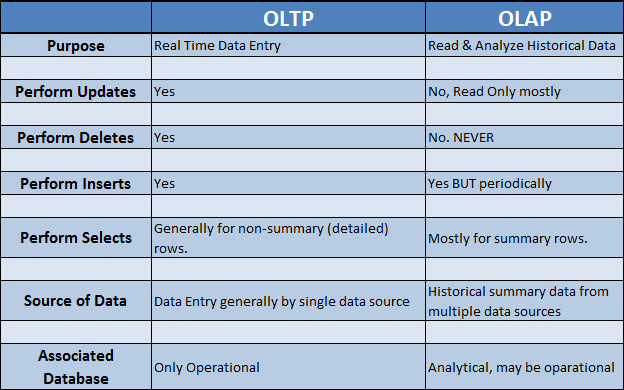 OLTP OLAP
Purpose Real Time Data Entry Read & Analyze Historical Data
Perform Updates Yes No, Read Only mostly
Perform Deletes Yes No. NEVER
Perform Inserts Yes Yes BUT periodically
Perform Selects Generally for non-summary (detailed) rows. Mostly for summary rows.
Source of Data Data Entry generally by single data source Historical summary data from multiple data sources
Associated Database Only Operational Analytical, may be oparational